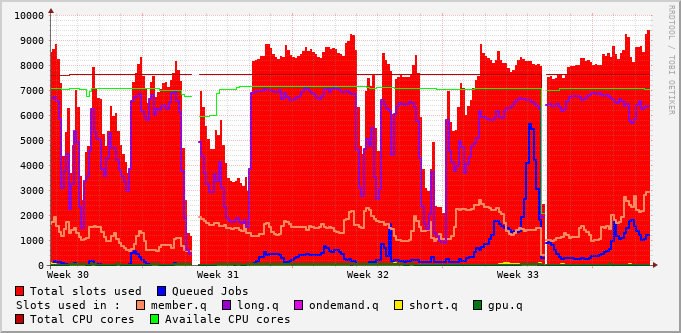 10000
9000
8000
7000
6000
5000
4000
3000
2000
1000
0
Week 30 Week 31 Week 32 Week 33
RRDTOOL / TOBI OETIKER
Total slots used Queued Jobs
Slots used in : member.q long.q ondemand.q short.q gpu.q
Total CPU cores Availale CPU cores